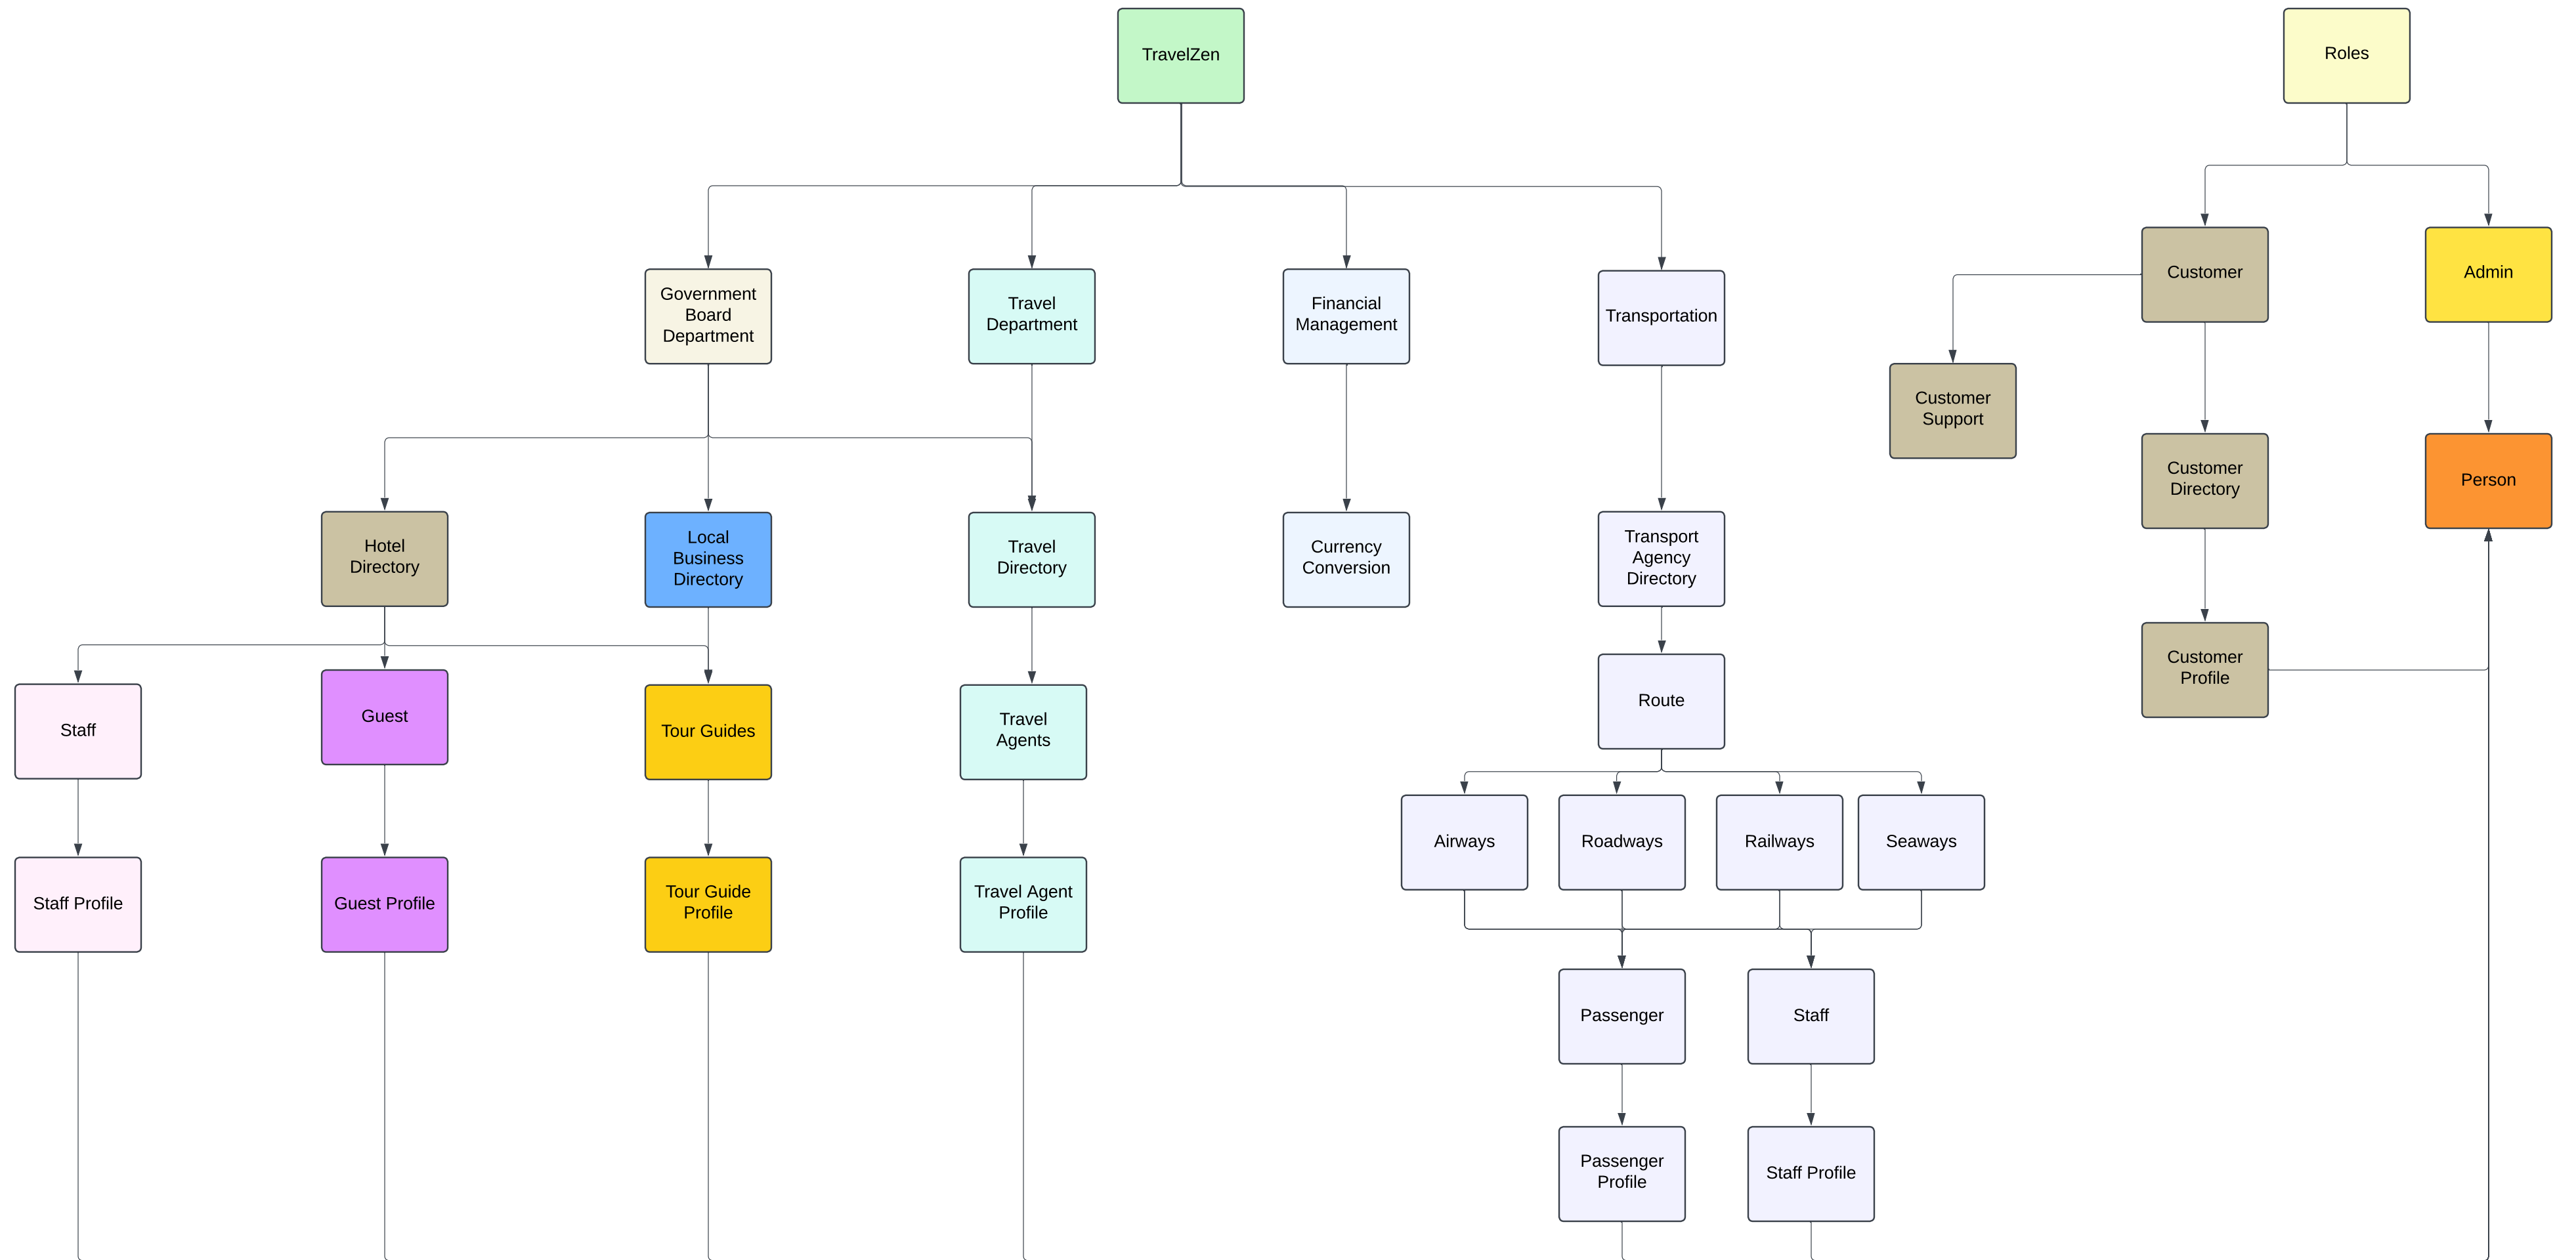 TravelZen
Roles
Government
Board
Department
Travel
Department
Financial
Management
Transportation
Customer
Admin
Customer
Support
Customer
Directory
Person
Hotel
Directory
Local
Business
Directory
Travel
Directory
Currency
Conversion
Transport
Agency
Directory
Customer
Profile
Staff
Guest
Tour Guides
Travel
Agents
Route
Airways
Roadways
Railways
Seaways
Staff Profile
Guest Profile
Tour Guide
Profile
Travel Agent
Profile
Passenger
Staff
Passenger
Profile
Staff Profile